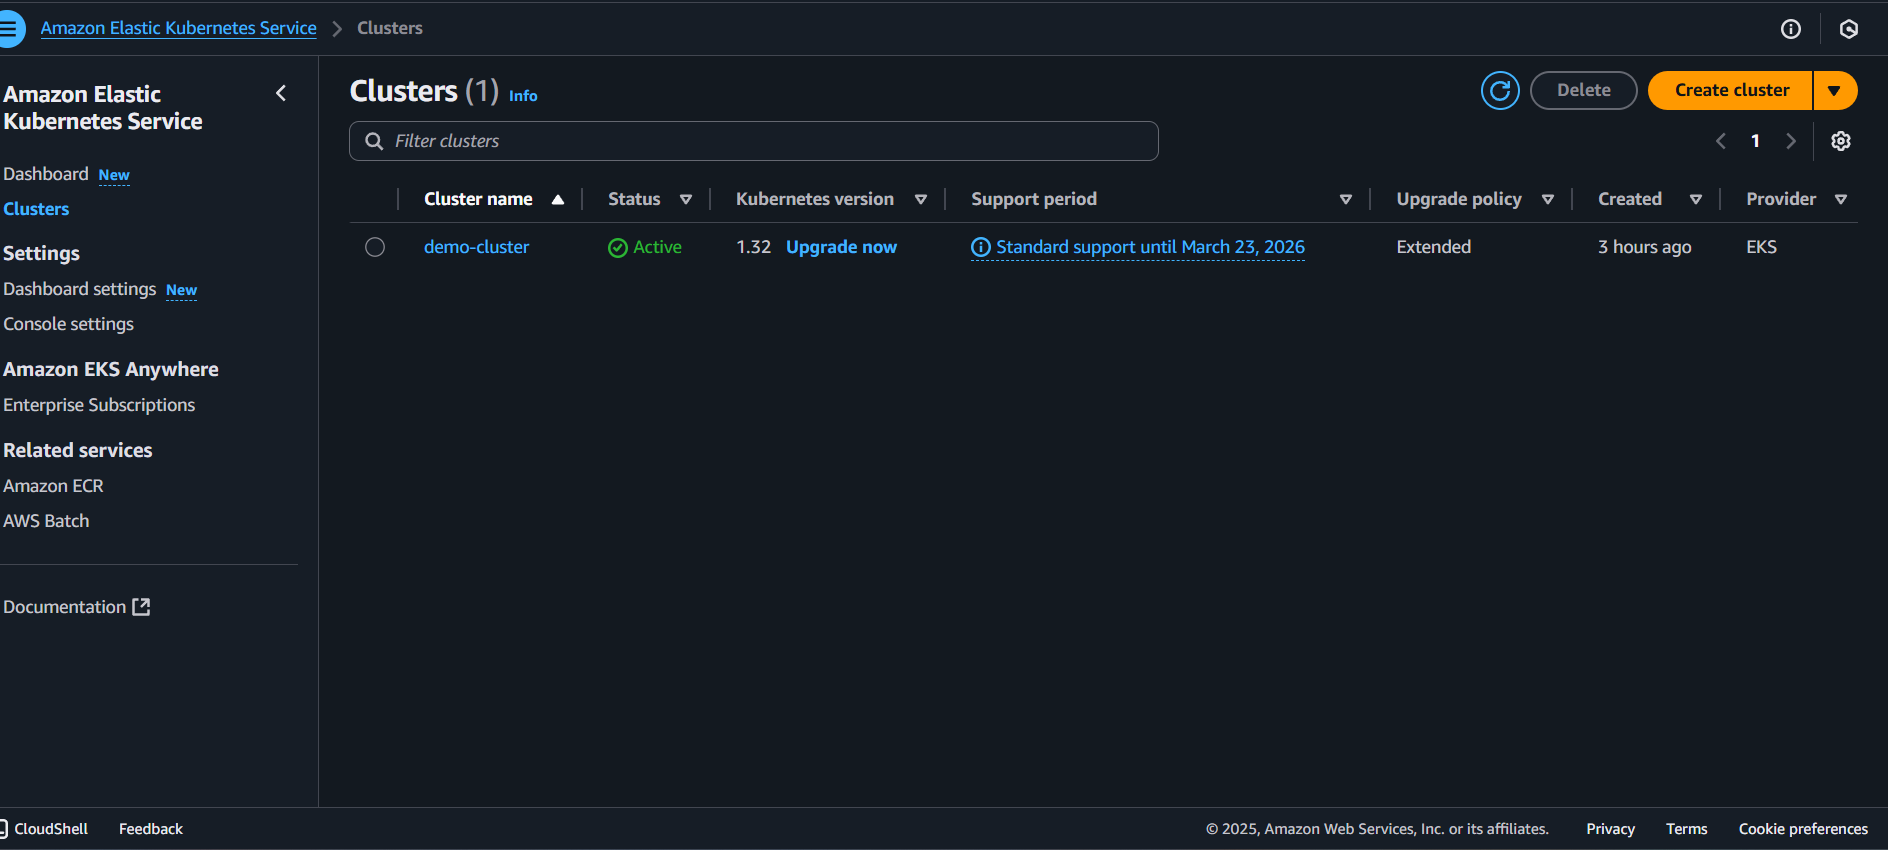 Amazon Elastic Kubernetes Service Clusters
Amazon Elastic
Kubernetes Service
Dashboard New
Clusters
Settings
Dashboard settings New
Console settings
Amazon EKS Anywhere
Enterprise Subscriptions
Related services
Amazon ECR
AWS Batch
Documentation
Clusters (1) Info
Delete
Create cluster
Filter clusters
1
Cluster name Status Kubernetes version Support period Upgrade policy Created Provider
demo-cluster Active 1.32 Upgrade now Standard support until March 23, 2026 Extended 3 hours ago EKS
CloudShell Feedback © 2025, Amazon Web Services, Inc. or its affiliates. Privacy Terms Cookie preferences